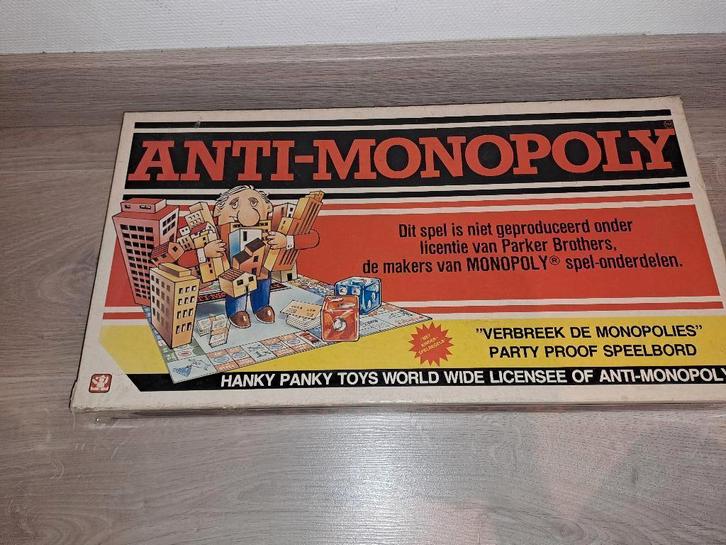 ANTI-MONOPOLY
Dit spel is niet geproduceerd onder
licentie van Parker Brothers,
de makers van MONOPOLY® spel-onderdelen.
"VERBREEK DE MONOPOLIES"
PARTY PROOF SPEELBORD
HANKY PANKY TOYS WORLD WIDE LICENSEE OF ANTI-MONOPOLY